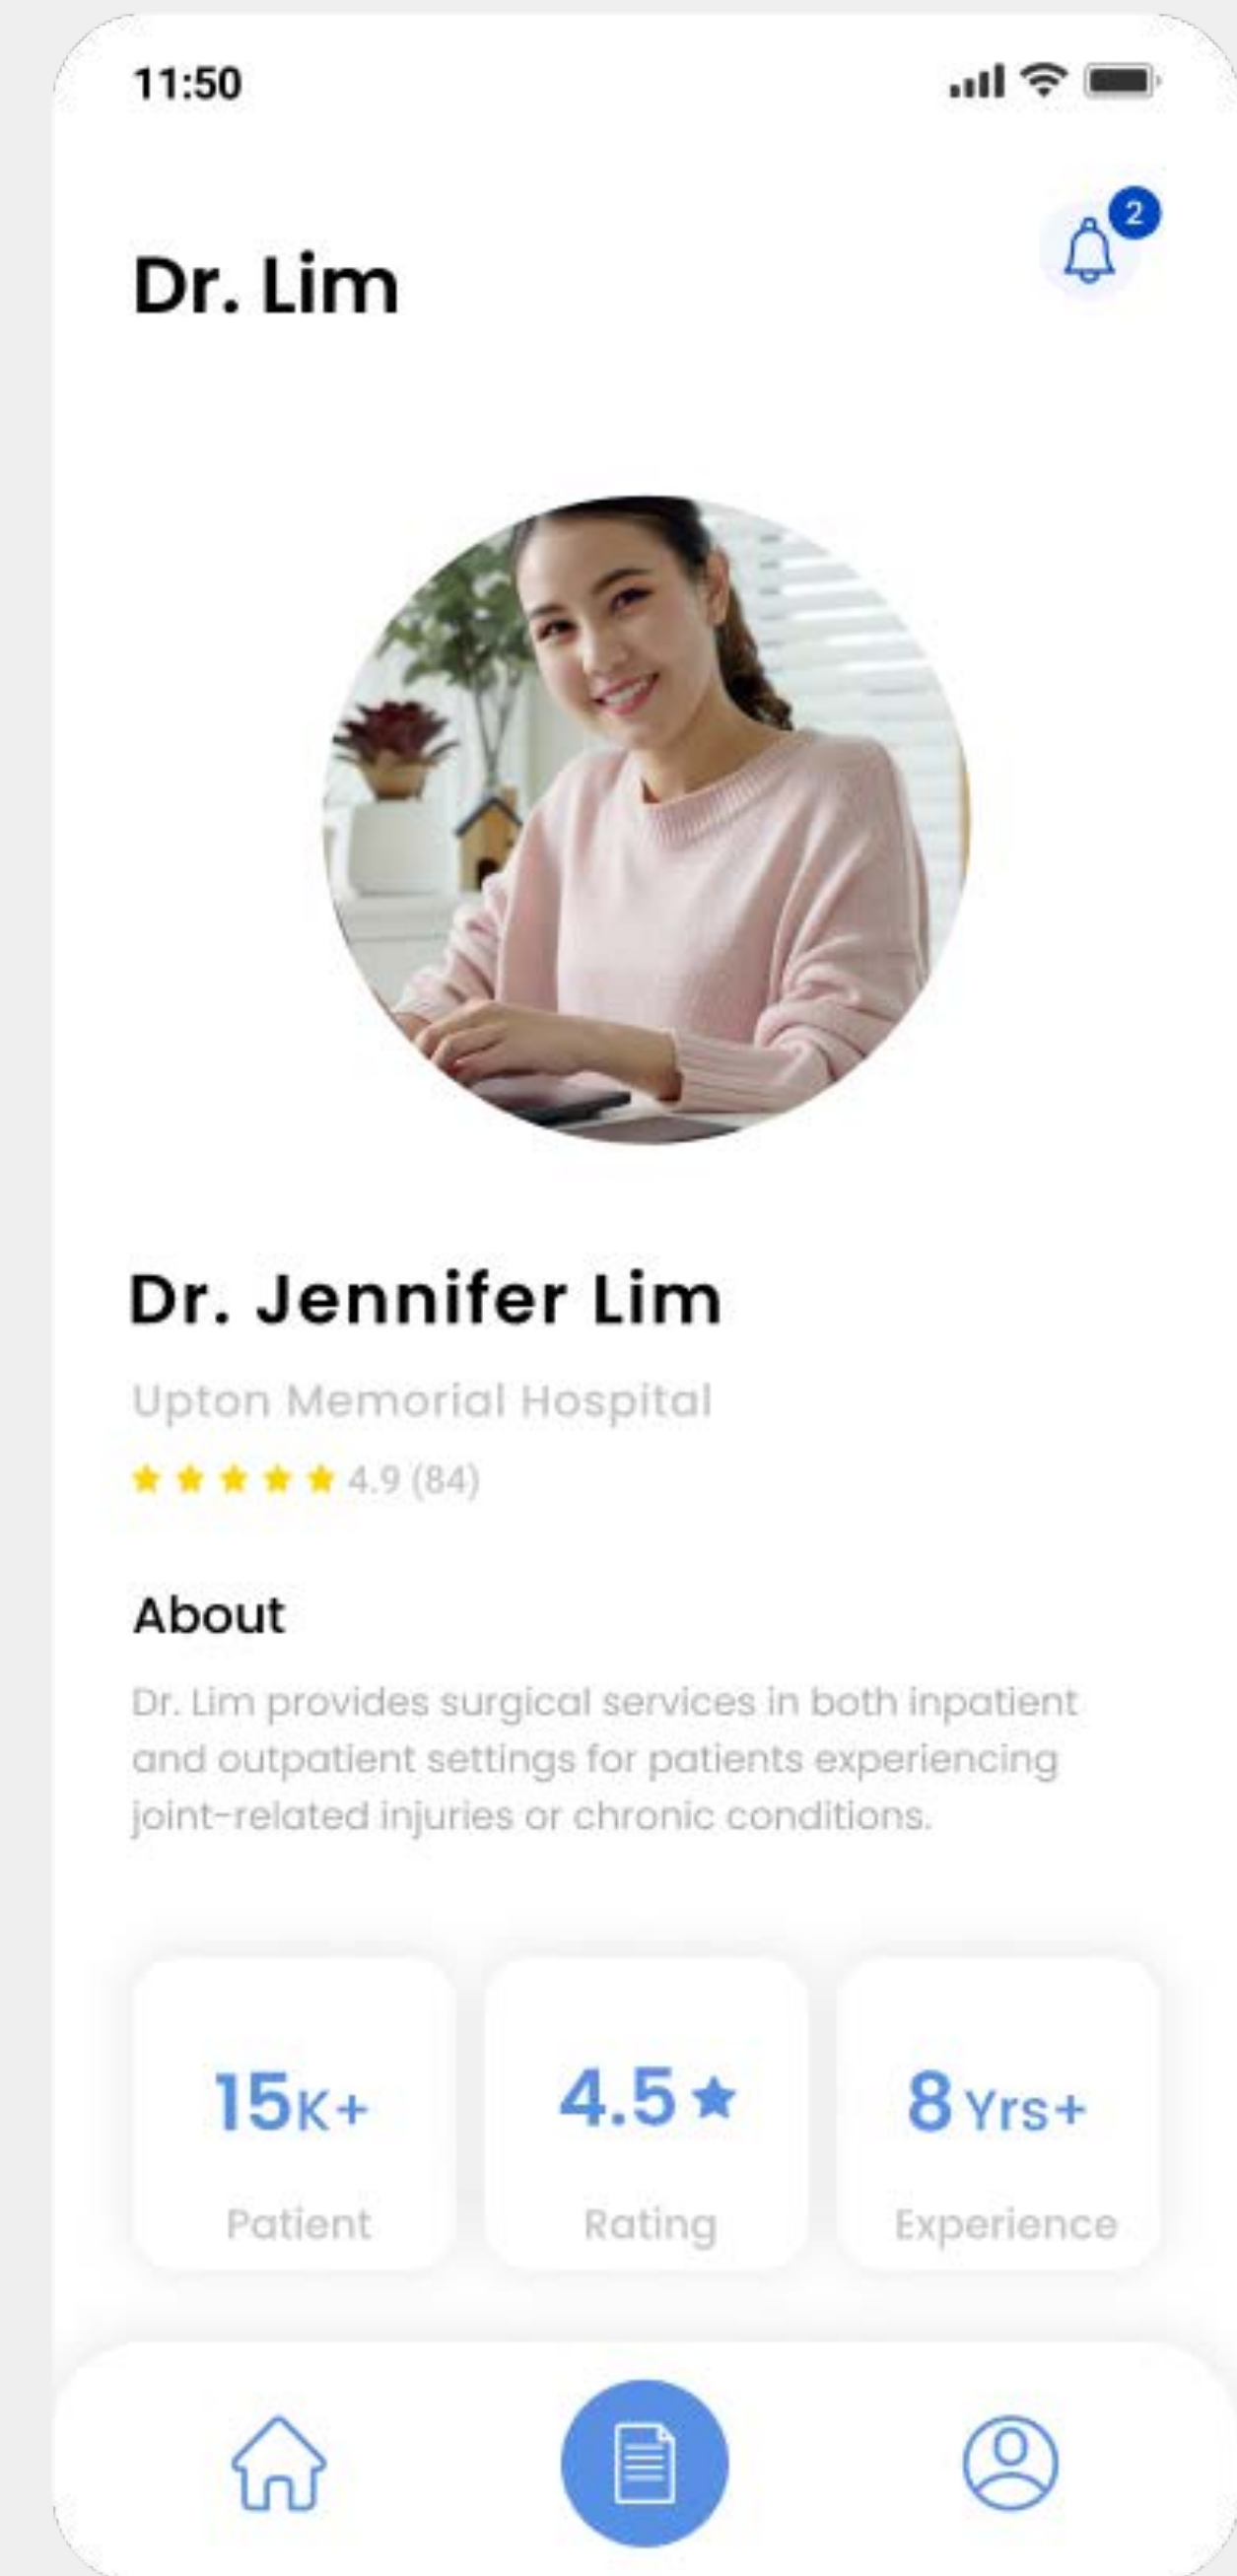 11:50
2
Dr. Lim
Dr. Jennifer Lim
Upton Memorial Hospital
4.9 (84)
About
Dr. Lim provides surgical services in both inpatient
and outpatient settings for patients experiencing
joint-related injuries or chronic conditions.
15K+ 4.5 8 Yrs+
Patient Rating Experience